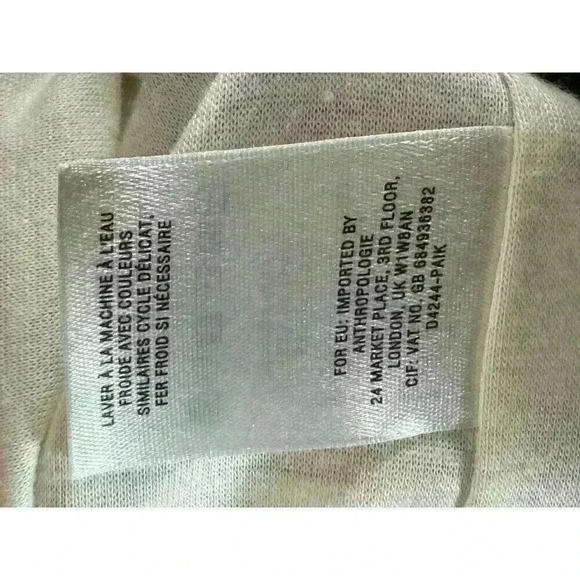 LAVER À LA MACHINE À L'EAU
FROIDE AVEC COULEURS
SIMILAIRES CYCLE DÉLICAT,
FER FROID SI NÉCESSAIRE
FOR EU: IMPORTED BY
ANTHROPOLOGIE
24 MARKET PLACE, 3RD FLOOR,
LONDON, UK W1W8AN
CIF: VAT NO. GB 684936382
D4244-PAIK